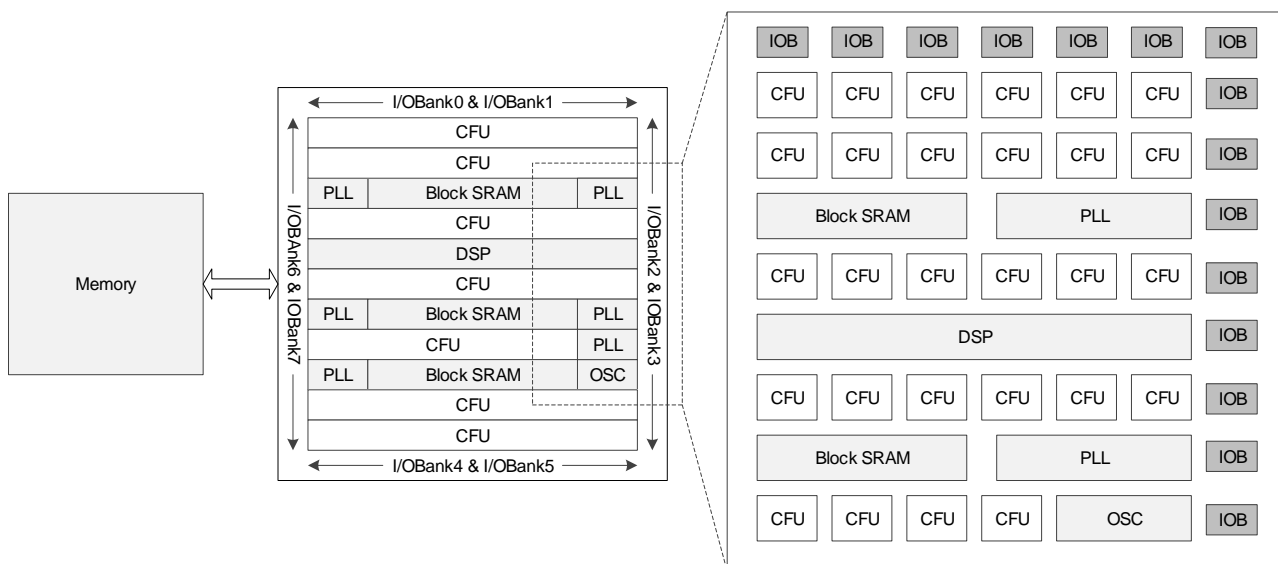 Memory
I/OBank0 & I/OBank1
I/OBAnk6 & IOBank7
CFU
CFU
PLL Block SRAM PLL
CFU
DSP
CFU
PLL Block SRAM PLL
CFU PLL
PLL Block SRAM OSC
CFU
CFU
I/OBank2 & IOBank3
I/OBank4 & I/OBank5
IOB IOB IOB IOB IOB IOB IOB
CFU CFU CFU CFU CFU CFU IOB
CFU CFU CFU CFU CFU CFU IOB
Block SRAM PLL IOB
CFU CFU CFU CFU CFU CFU IOB
DSP IOB
CFU CFU CFU CFU CFU CFU IOB
Block SRAM PLL IOB
CFU CFU CFU CFU OSC IOB